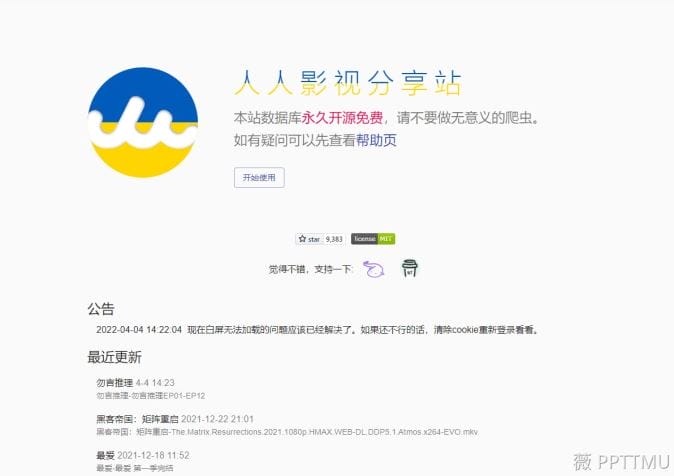 人人影视分享站
本站数据库永久开源免费，请不要做无意义的爬虫。
如有疑问可以先查看帮助页
开始使用
star 9,383 license MIT
觉得不错，支持一下:
公告
2022-04-04 14:22:04 现在白屏无法加载的问题应该已经解决了。如果还不行的话，清除cookie重新登录看看。
最近更新
勿言推理 4-4 14:23
勿言推理-勿言推理EP01-EP12
黑客帝国：矩阵重启 2021-12-22 21:01
黑客帝国：矩阵重启-The.Matrix.Resurrections.2021.1080p.HMAX.WEB-DL.DDP5.1.Atmos.x264-EVO.mkv
最爱 2021-12-18 11:52
最爱-最爱 第一季完结
薇 PPTTMU